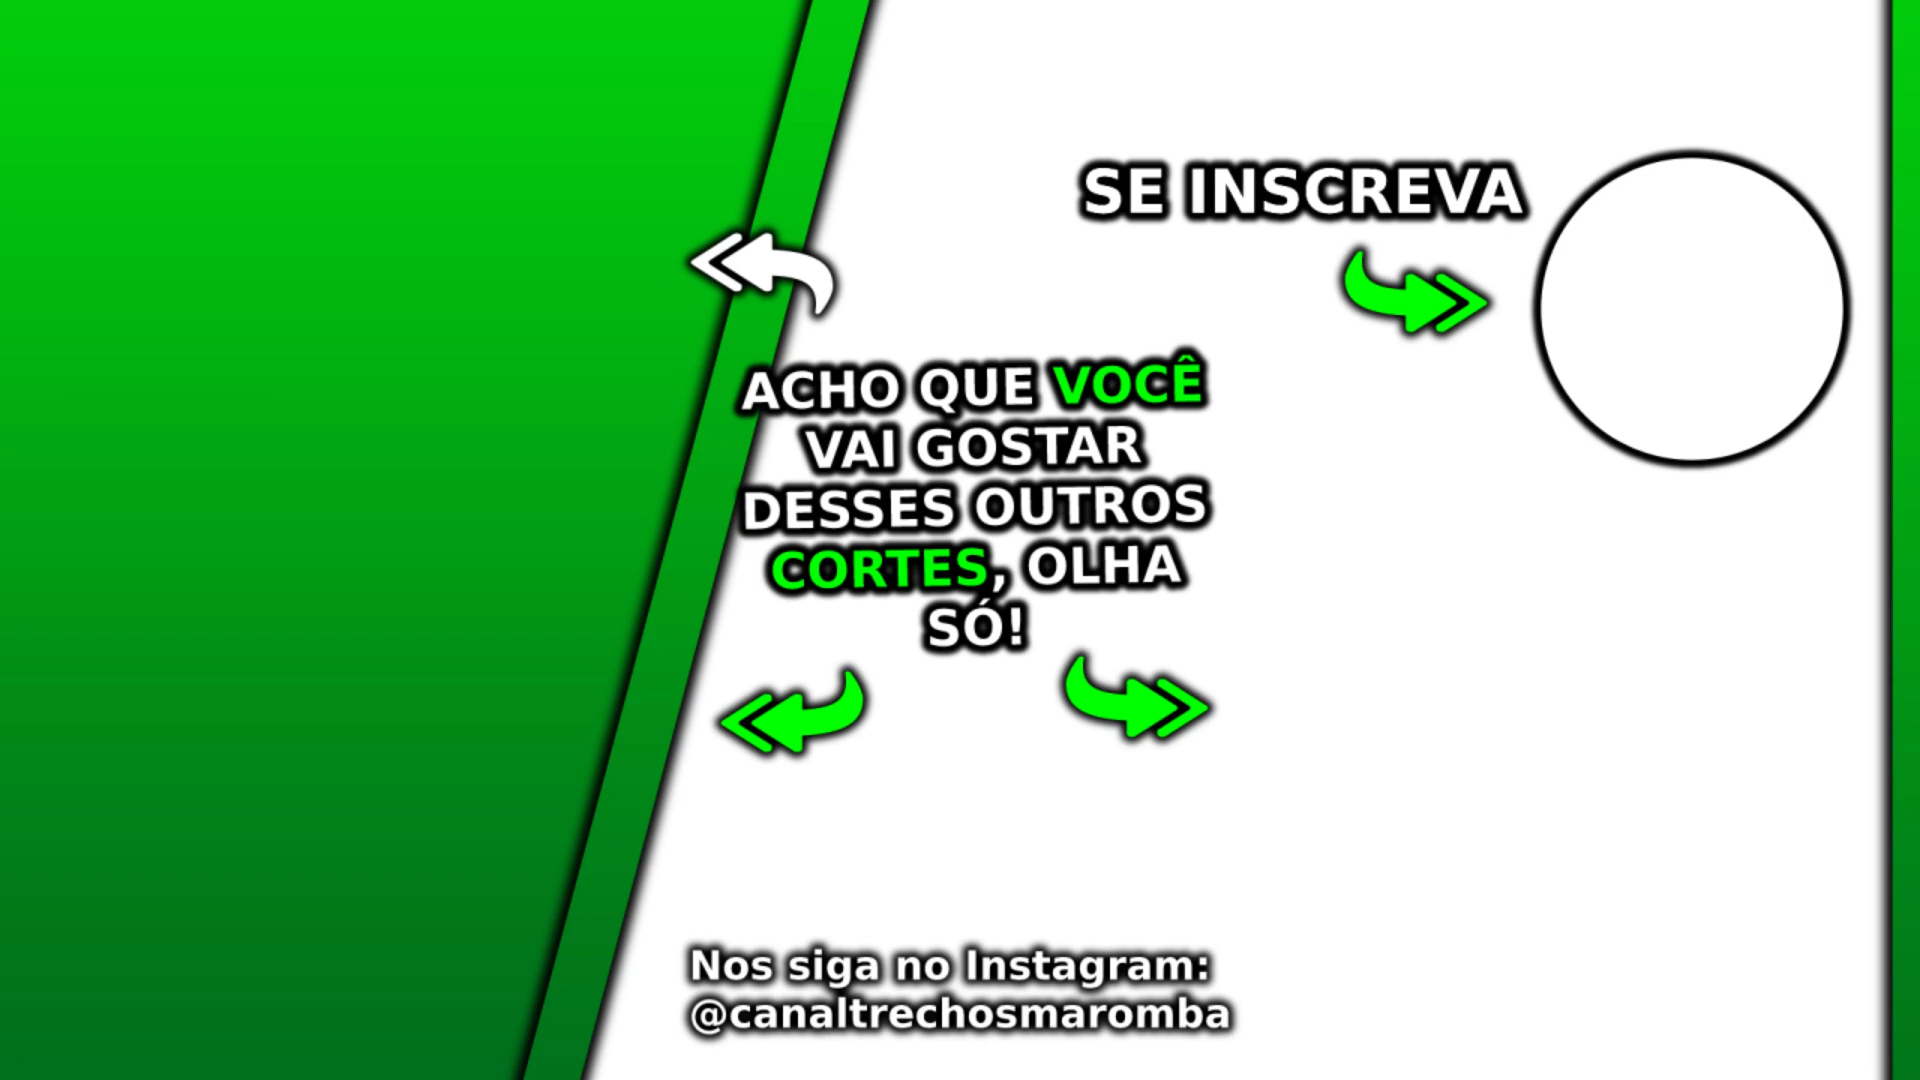 SE INSCREVA
ACHO QUE VOCÊ
VAI GOSTAR
DESSES OUTROS
CORTES, OLHA
SÓ!
Nos siga no Instagram:
@canaltrechosmaromba